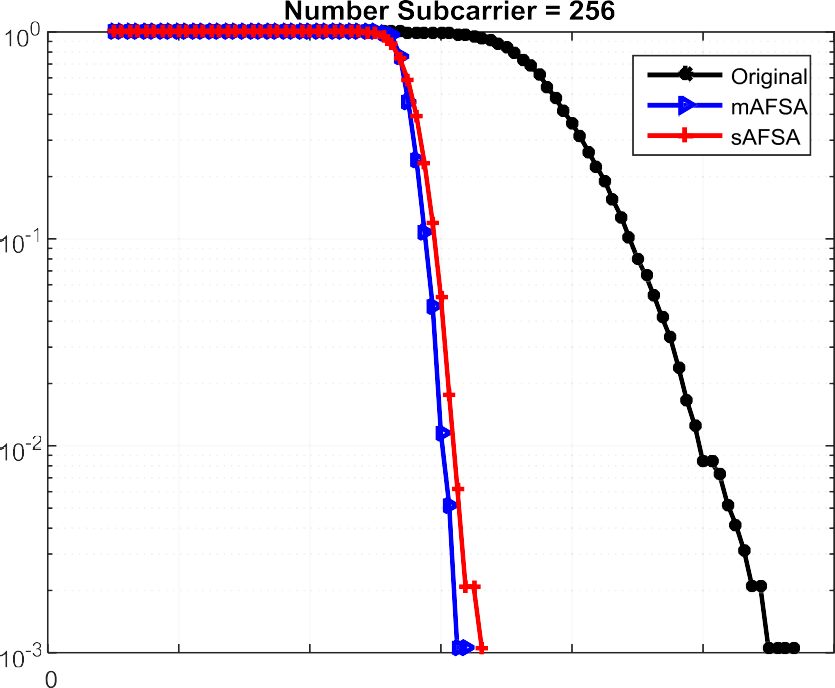 Number Subcarrier = 256
10^0
Original
mAFSA
sAFSA
10^-1
10^-2
10^-3
0